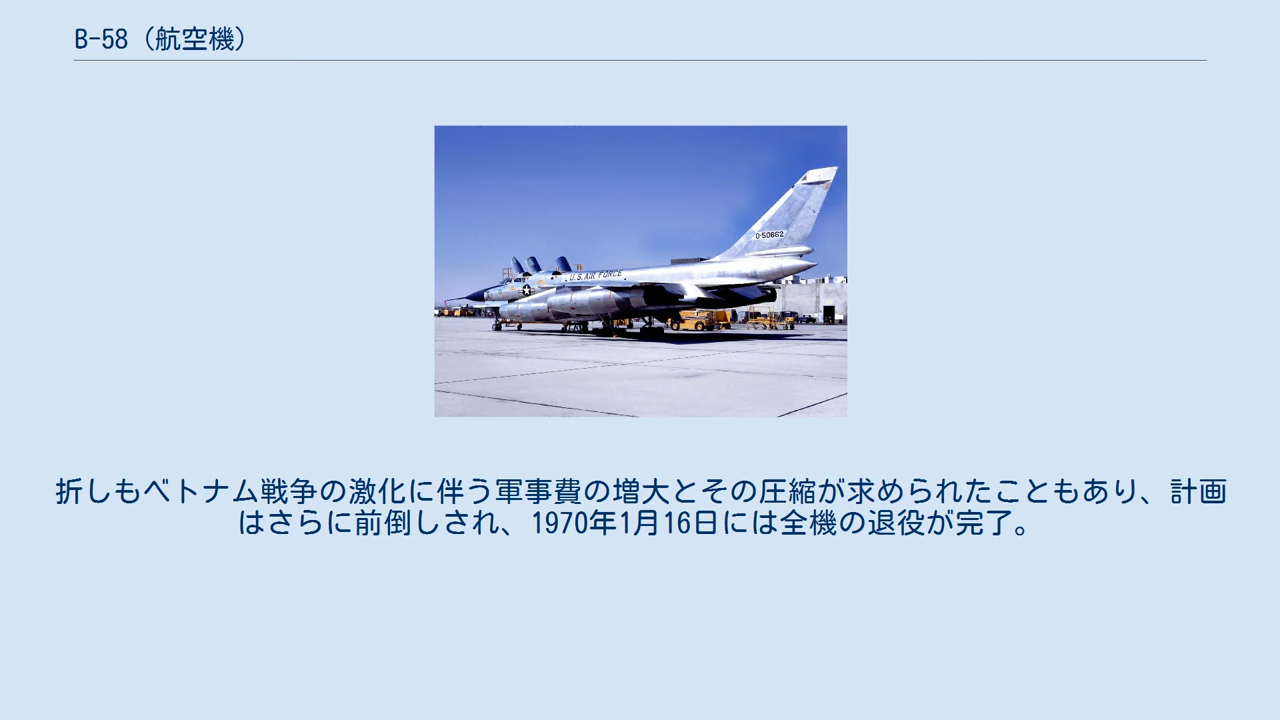 B-58（航空機）
U.S. AIR FORCE
0-50662
折しもベトナム戦争の激化に伴う軍事費の増大とその圧縮が求められたこともあり、計画
はさらに前倒しされ、1970年1月16日には全機の退役が完了。